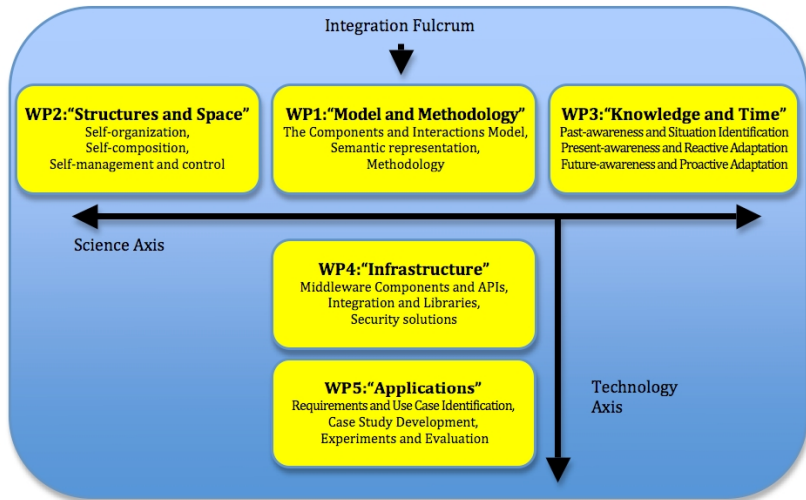 Integration Fulcrum
WP2:“Structures and Space”
Self-organization,
Self-composition,
Self-management and control
WP1:“Model and Methodology”
The Components and Interactions Model,
Semantic representation,
Methodology
WP3:“Knowledge and Time”
Past-awareness and Situation Identification
Present-awareness and Reactive Adaptation
Future-awareness and Proactive Adaptation
Science Axis
WP4:“Infrastructure”
Middleware Components and APIs,
Integration and Libraries,
Security solutions
WP5:“Applications”
Requirements and Use Case Identification,
Case Study Development,
Experiments and Evaluation
Technology
Axis